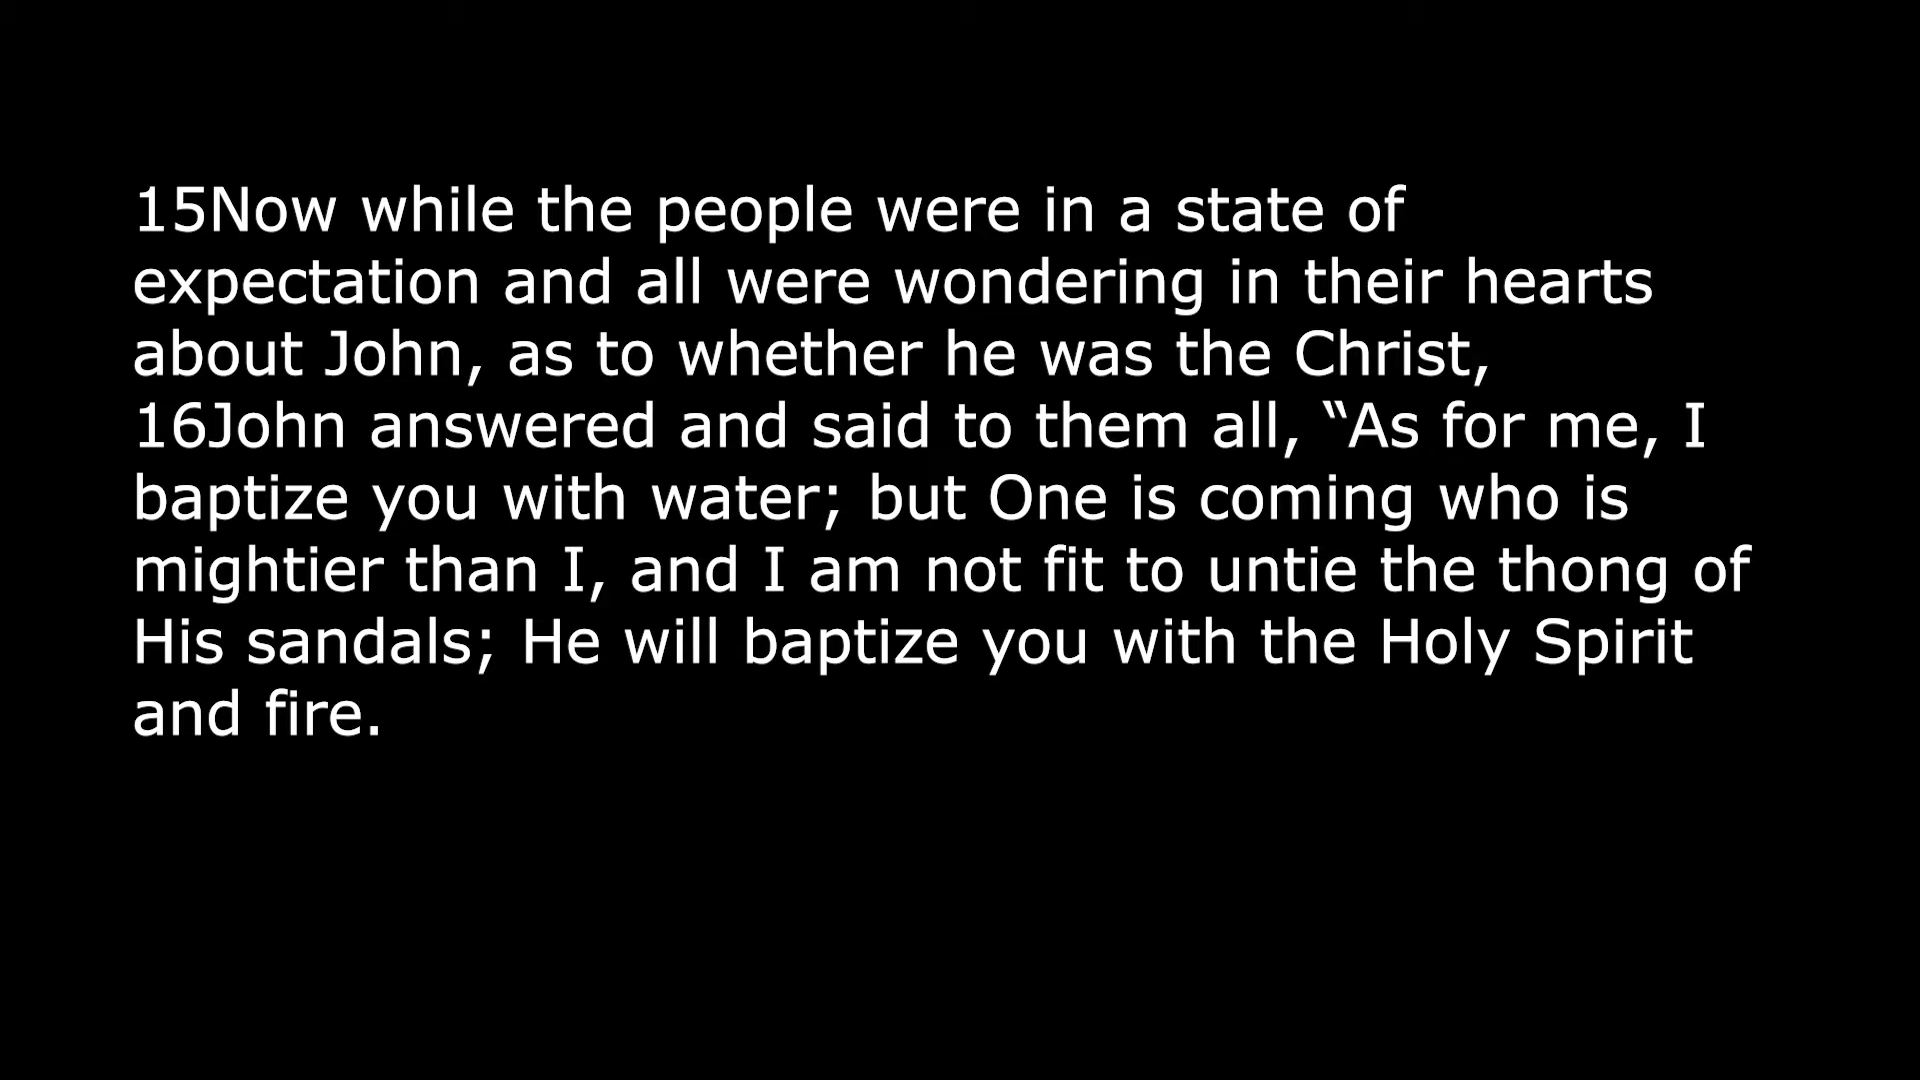 15Now while the people were in a state of
expectation and all were wondering in their hearts
about John, as to whether he was the Christ,
16John answered and said to them all, “As for me, I
baptize you with water; but One is coming who is
mightier than I, and I am not fit to untie the thong of
His sandals; He will baptize you with the Holy Spirit
and fire.